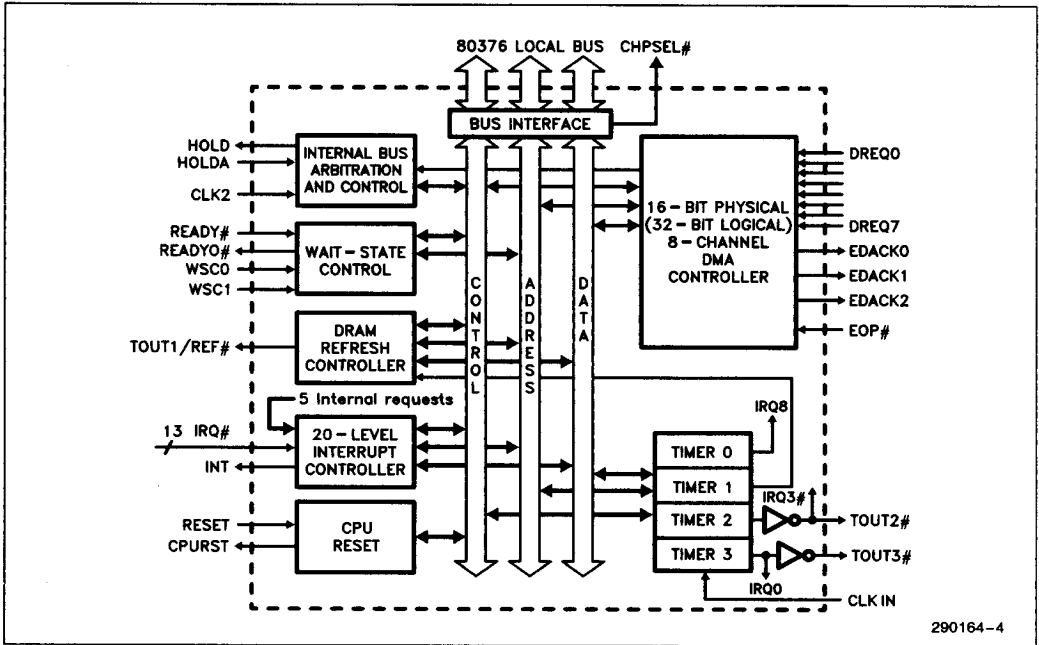 80376 LOCAL BUS CHPSEL#
BUS INTERFACE
HOLD
HOLDA
CLK2
INTERNAL BUS
ARBITRATION
AND CONTROL
READY#
READYO#
WSC0
WSC1
WAIT-STATE
CONTROL
TOUT1/REF#
DRAM
REFRESH
CONTROLLER
5 Internal requests
13 IRQ#
INT
20-LEVEL
INTERRUPT
CONTROLLER
RESET
CPURST
CPU
RESET
CONTROL
ADDRESS
DATA
16-BIT PHYSICAL
(32-BIT LOGICAL)
8-CHANNEL
DMA
CONTROLLER
DREQ0
DREQ7
EDACK0
EDACK1
EDACK2
EOP#
IRQ8
TIMER 0
TIMER 1
TIMER 2
TIMER 3
IRQ3#
TOUT2#
TOUT3#
IRQ0
CLK IN
290164-4